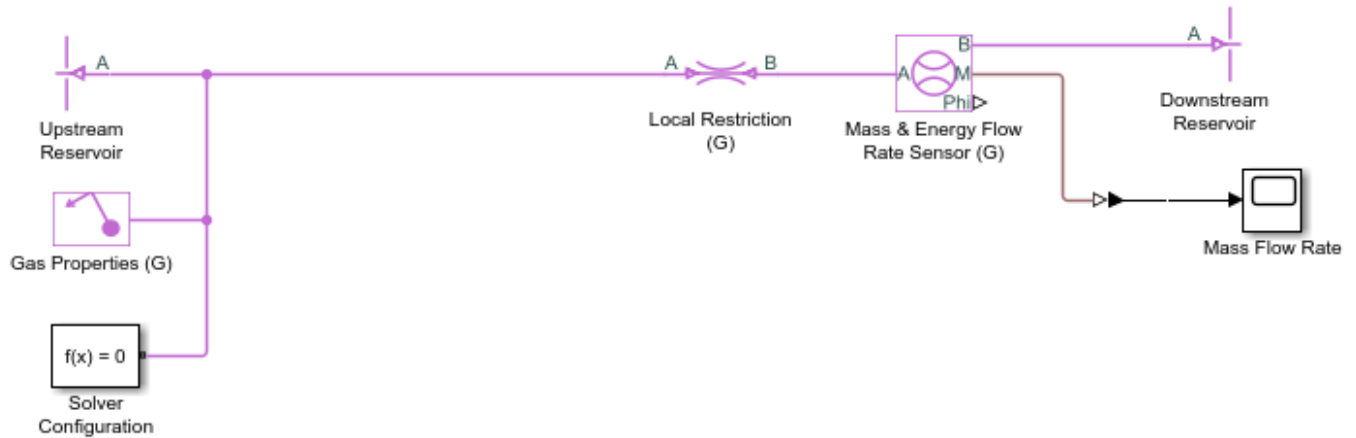 A
A
B
A
B
M
Phi
A
Upstream
Reservoir
Local Restriction
(G)
Mass & Energy Flow
Rate Sensor (G)
Downstream
Reservoir
Gas Properties (G)
Mass Flow Rate
f(x) = 0
Solver
Configuration